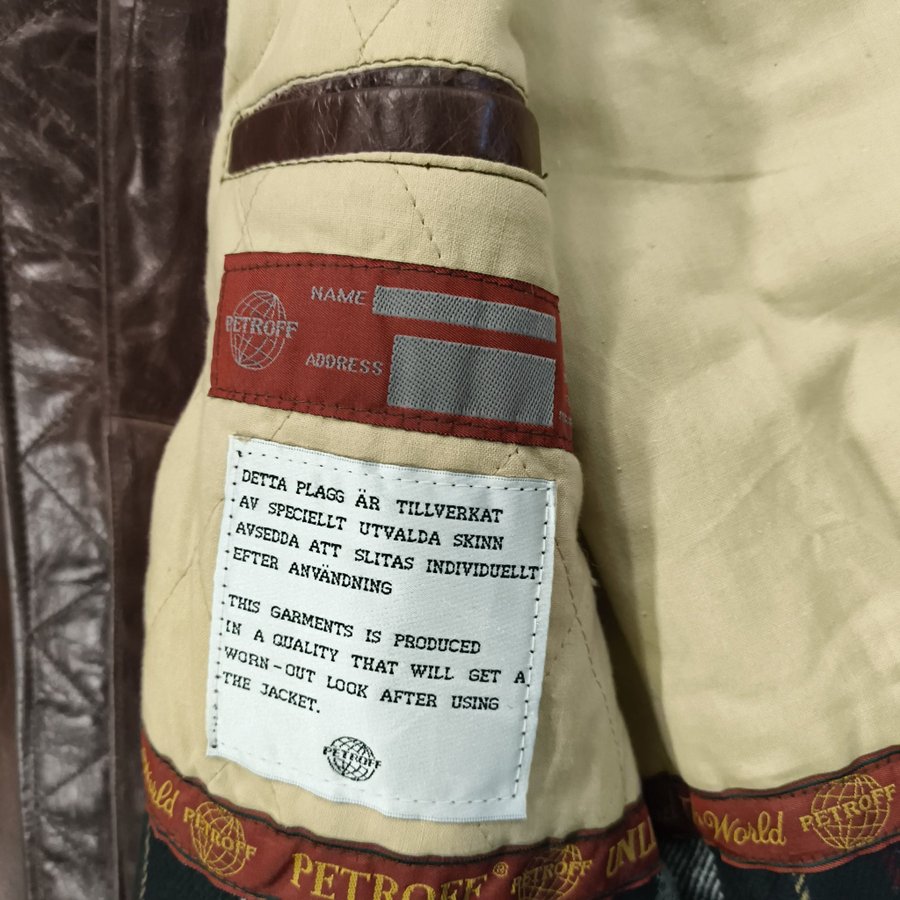 NAME
PETROFF
ADDRESS
DETTA PLAGG ÄR TILLVERKAT
AV SPECIELLT UTVALDA SKINN
AVSEDDA ATT SLITAS INDIVIDUELLT
EFTER ANVÄNDNING
THIS GARMENTS IS PRODUCED
IN A QUALITY THAT WILL GET A
WORN-OUT LOOK AFTER USING
THE JACKET.
PETROFF
PETROFF
PETROFF® PETROFF
World PETROFF